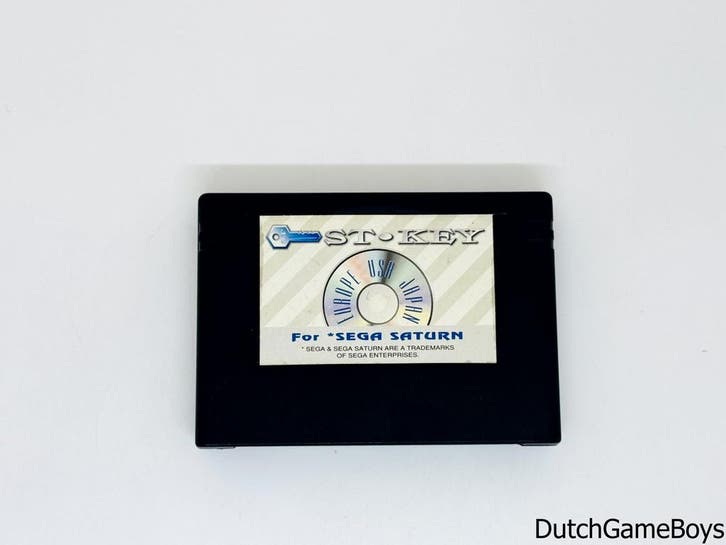 ST·KEY
EUROPE USA JAPAN
For *SEGA SATURN
* SEGA & SEGA SATURN ARE A TRADEMARKS
OF SEGA ENTERPRISES.
DutchGameBoys